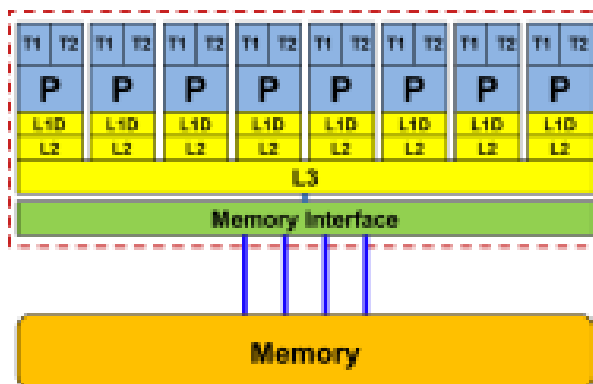 T1 T2 T1 T2 T1 T2 T1 T2 T1 T2 T1 T2 T1 T2 T1 T2
P P P P P P P P
L1D L1D L1D L1D L1D L1D L1D L1D
L2 L2 L2 L2 L2 L2 L2 L2
L3
Memory Interface
Memory